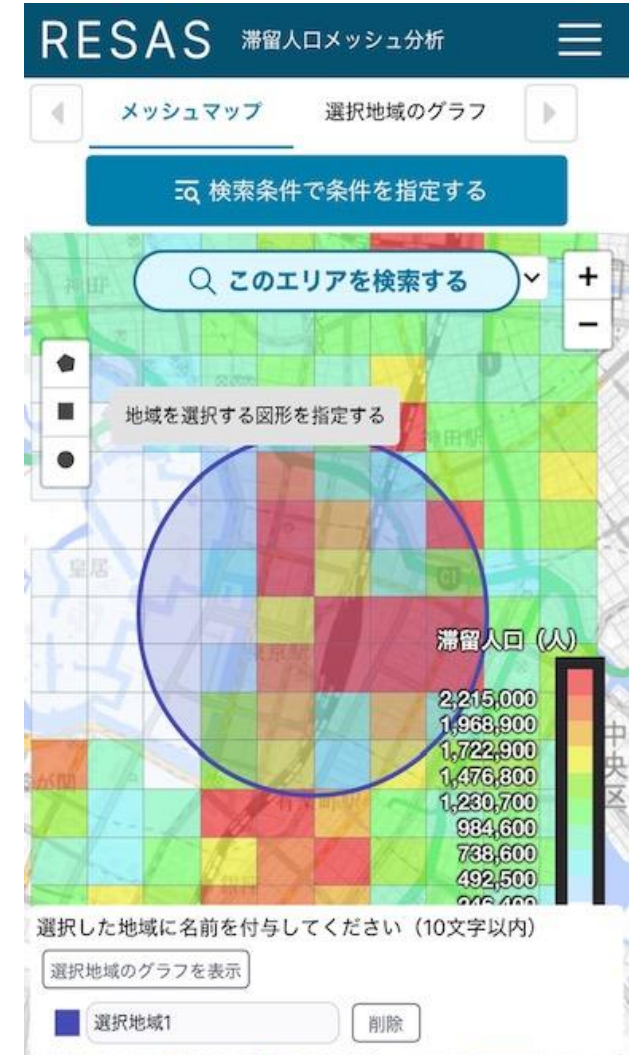 RESAS 滞留人口メッシュ分析
メッシュマップ 選択地域のグラフ
検索条件で条件を指定する
神田
このエリアを検索する
+
−
地域を選択する図形を指定する
神田駅
皇居
C1
東京駅
滞留人口（人）
2,215,000
1,968,900
1,722,900
1,476,800
1,230,700
984,600
738,600
492,500
中央区
有楽町駅
銀座
選択した地域に名前を付与してください（10文字以内）
選択地域のグラフを表示
選択地域1 削除